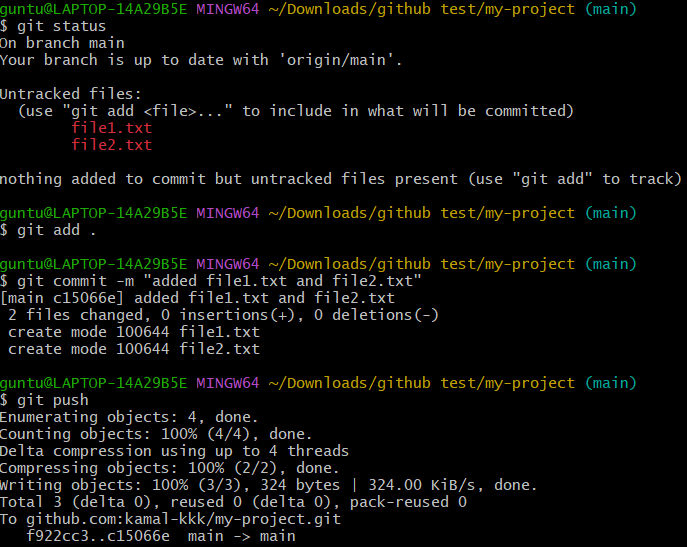 guntu@LAPTOP-14A29B5E MINGW64 ~/Downloads/github test/my-project (main)
$ git status
On branch main
Your branch is up to date with 'origin/main'.
Untracked files:
(use "git add <file>..." to include in what will be committed)
file1.txt
file2.txt
nothing added to commit but untracked files present (use "git add" to track)
guntu@LAPTOP-14A29B5E MINGW64 ~/Downloads/github test/my-project (main)
$ git add .
guntu@LAPTOP-14A29B5E MINGW64 ~/Downloads/github test/my-project (main)
$ git commit -m "added file1.txt and file2.txt"
[main c15066e] added file1.txt and file2.txt
2 files changed, 0 insertions(+), 0 deletions(-)
create mode 100644 file1.txt
create mode 100644 file2.txt
guntu@LAPTOP-14A29B5E MINGW64 ~/Downloads/github test/my-project (main)
$ git push
Enumerating objects: 4, done.
Counting objects: 100% (4/4), done.
Delta compression using up to 4 threads
Compressing objects: 100% (2/2), done.
Writing objects: 100% (3/3), 324 bytes | 324.00 KiB/s, done.
Total 3 (delta 0), reused 0 (delta 0), pack-reused 0
To github.com:kamal-kkk/my-project.git
f922cc3..c15066e  main -> main